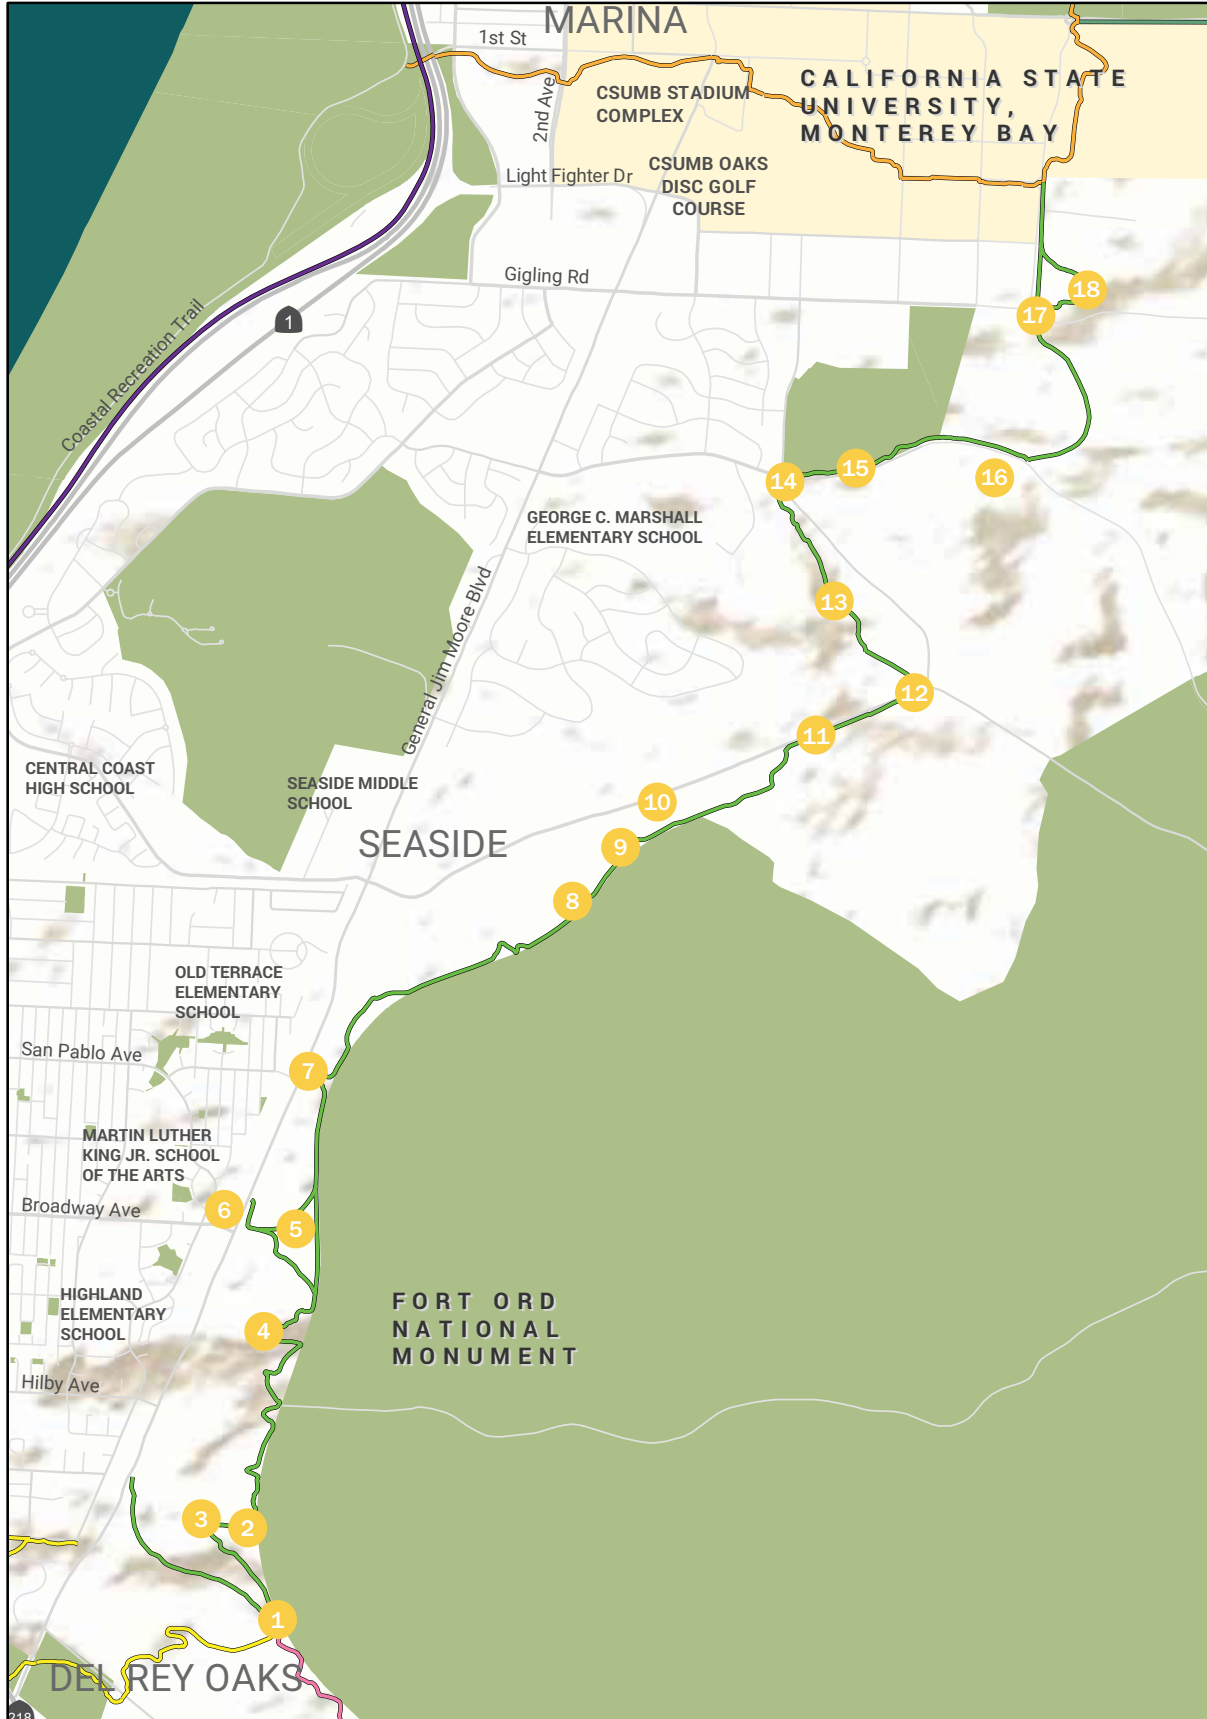 MARINA
1st St
2nd Ave
CSUMB STADIUM
COMPLEX
CALIFORNIA STATE
UNIVERSITY,
MONTEREY BAY
CSUMB OAKS
DISC GOLF
COURSE
Light Fighter Dr
Gigling Rd
18
17
1
Coastal Recreation Trail
15
14
16
GEORGE C. MARSHALL
ELEMENTARY SCHOOL
13
General Jim Moore Blvd
12
11
CENTRAL COAST
HIGH SCHOOL
SEASIDE MIDDLE
SCHOOL
10
SEASIDE
9
8
OLD TERRACE
ELEMENTARY
SCHOOL
San Pablo Ave
7
MARTIN LUTHER
KING JR. SCHOOL
OF THE ARTS
Broadway Ave
6
5
HIGHLAND
ELEMENTARY
SCHOOL
4
FORT ORD
NATIONAL
MONUMENT
Hilby Ave
3
2
1
DEL REY OAKS
218